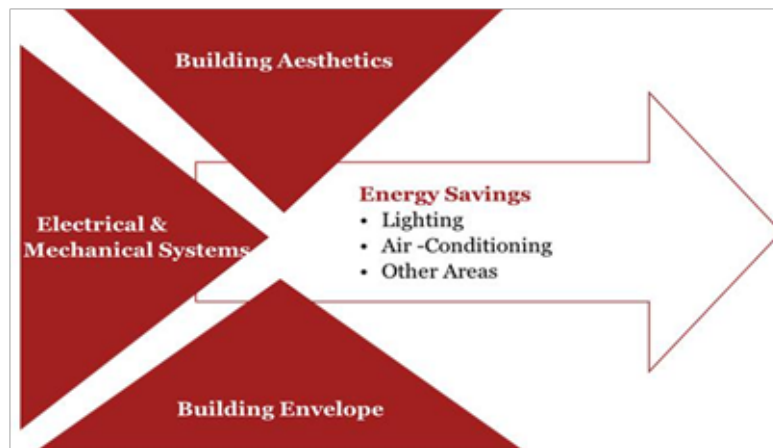 Building Aesthetics
Electrical &
Mechanical Systems
Energy Savings
• Lighting
• Air -Conditioning
• Other Areas
Building Envelope